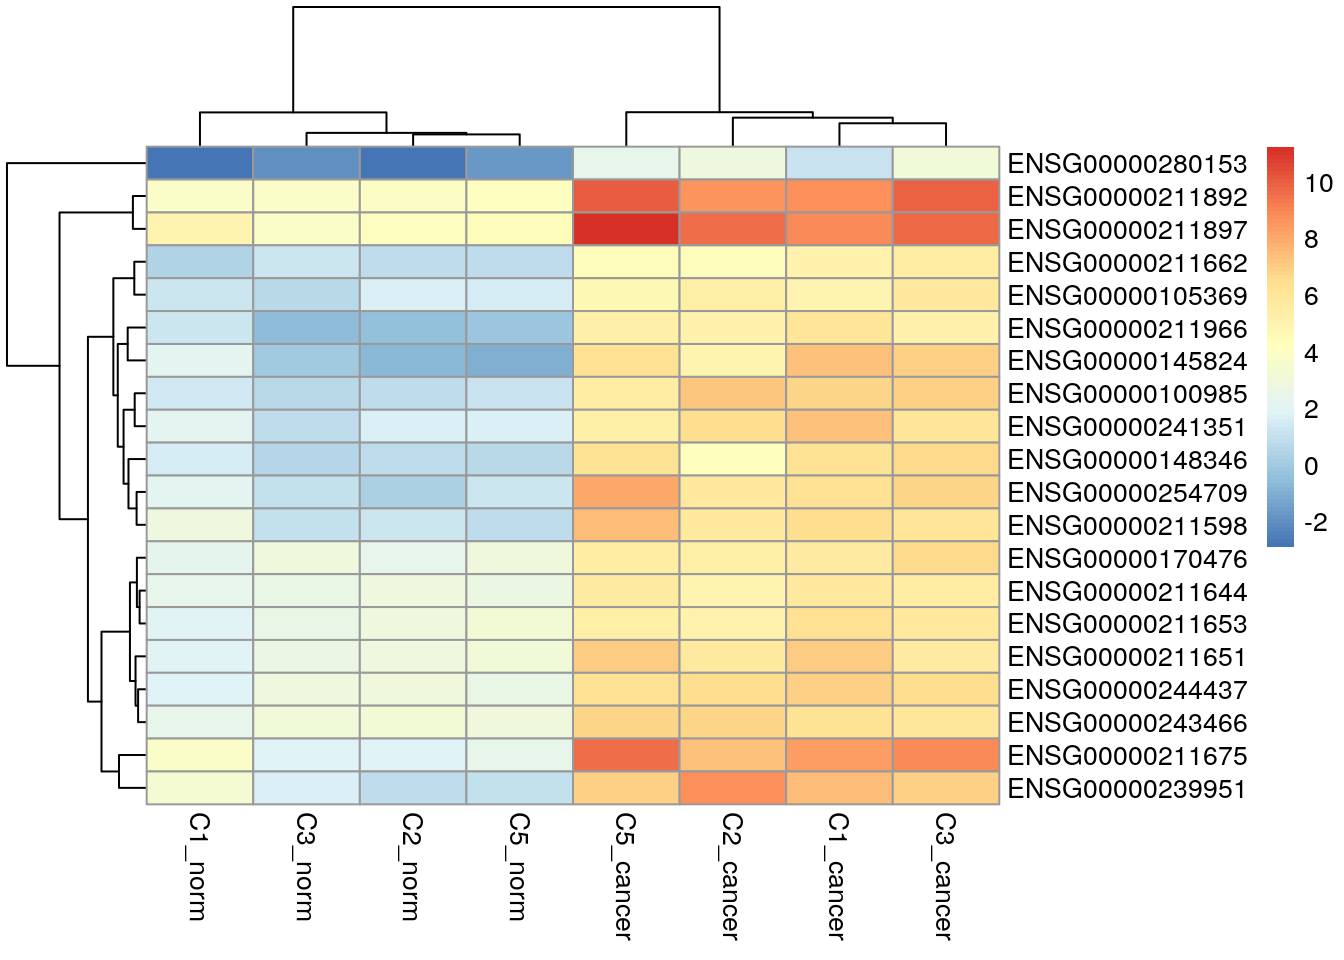 ENSG00000280153
ENSG00000211892
ENSG00000211897
ENSG00000211662
ENSG00000105369
ENSG00000211966
ENSG00000145824
ENSG00000100985
ENSG00000241351
ENSG00000148346
ENSG00000254709
ENSG00000211598
ENSG00000170476
ENSG00000211644
ENSG00000211653
ENSG00000211651
ENSG00000244437
ENSG00000243466
ENSG00000211675
ENSG00000239951
10
8
6
4
2
0
-2
C1_norm
C3_norm
C2_norm
C5_norm
C5_cancer
C2_cancer
C1_cancer
C3_cancer